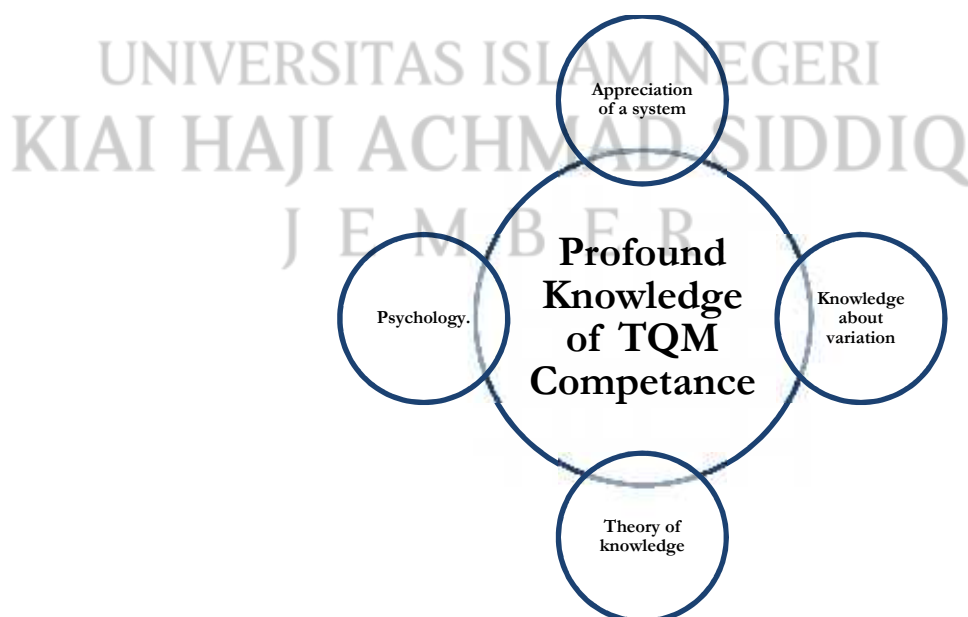 UNIVERSITAS ISLAM NEGERI
KIAI HAJI ACHMAD SIDDIQ
J E M B E R
Appreciation
of a system
Profound
Knowledge
of TQM
Competance
Psychology.
Knowledge
about
variation
Theory of
knowledge